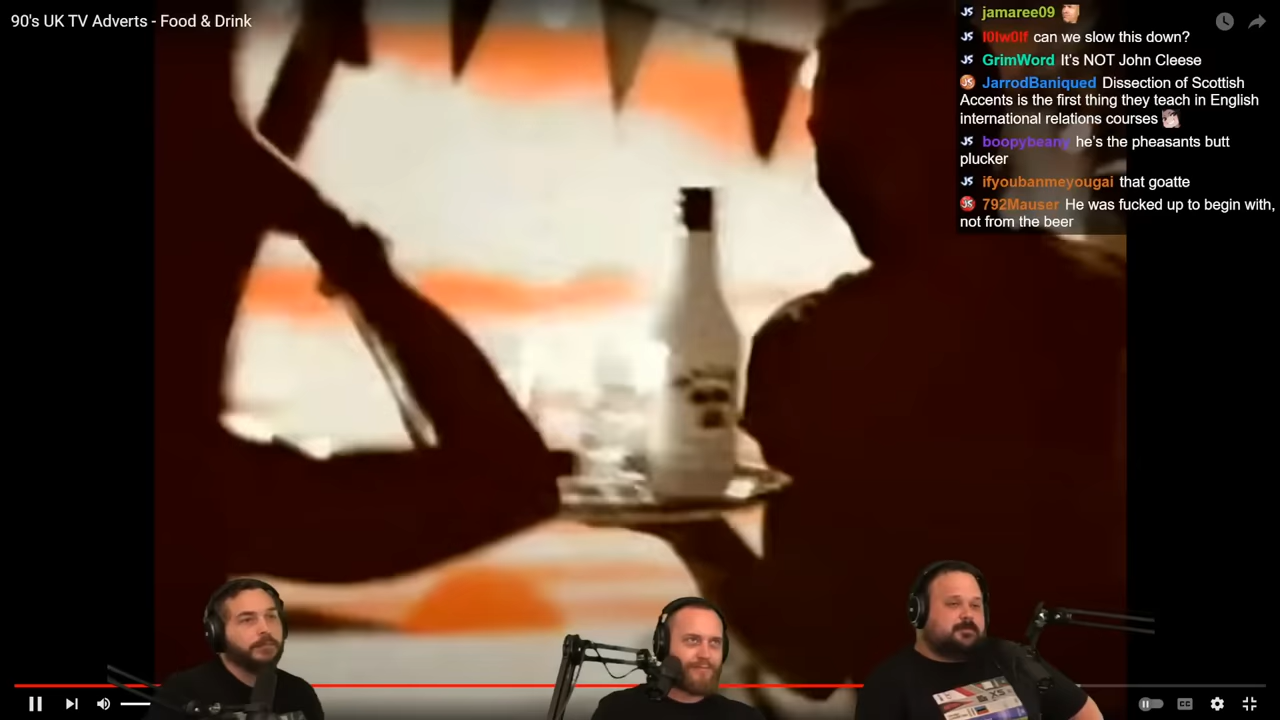 90's UK TV Adverts - Food & Drink
jamaree09
l0lw0lf can we slow this down?
GrimWord It's NOT John Cleese
JarrodBaniqued Dissection of Scottish
Accents is the first thing they teach in English
international relations courses
boopybeany he's the pheasants butt
plucker
ifyoubanmeyougai that goatte
792Mauser He was fucked up to begin with,
not from the beer
CC